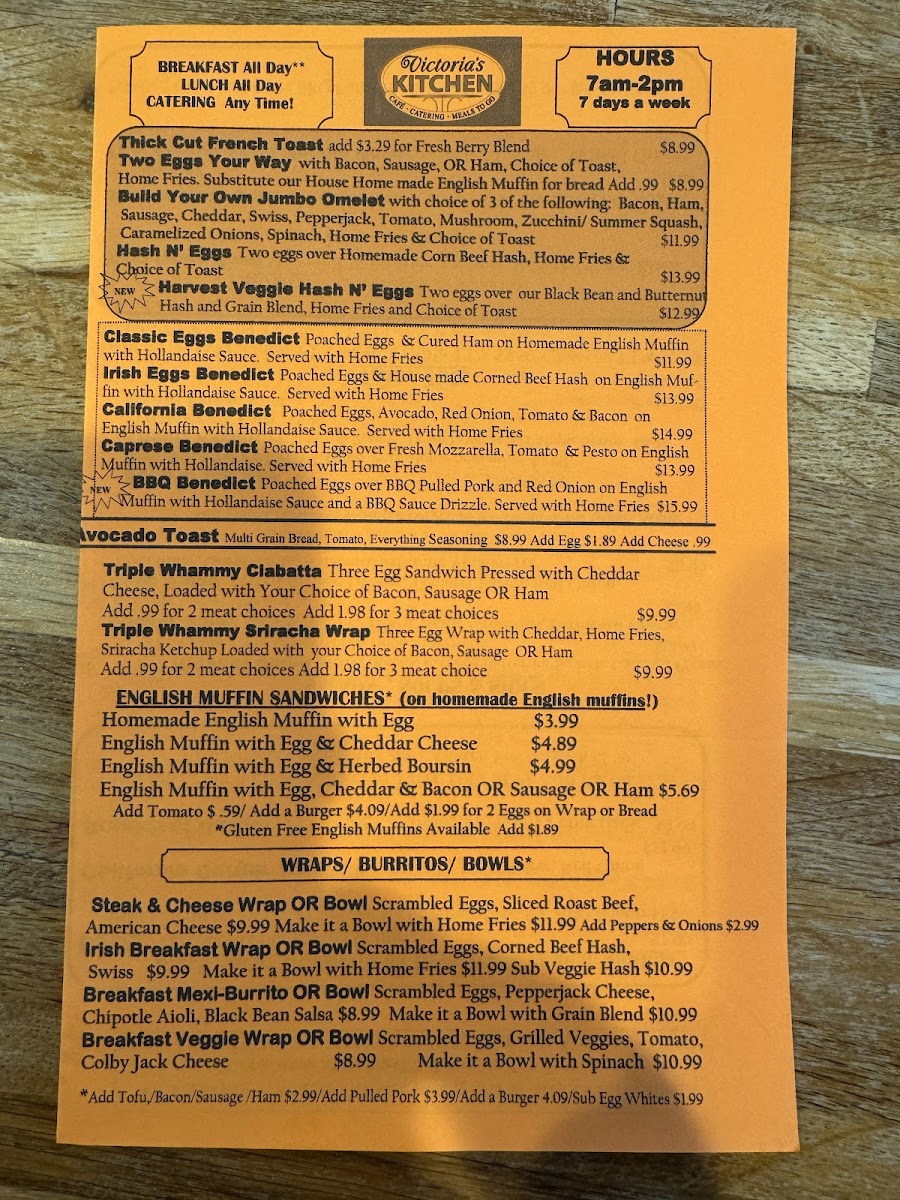 BREAKFAST All Day**
LUNCH All Day
CATERING Any Time!
Victoria's
KITCHEN
CAFÉ • CATERING • MEALS TO GO
HOURS
7am-2pm
7 days a week
Thick Cut French Toast add $3.29 for Fresh Berry Blend $8.99
Two Eggs Your Way with Bacon, Sausage, OR Ham, Choice of Toast,
Home Fries. Substitute our House Home made English Muffin for bread Add .99 $8.99
Build Your Own Jumbo Omelet with choice of 3 of the following: Bacon, Ham,
Sausage, Cheddar, Swiss, Pepperjack, Tomato, Mushroom, Zucchini/ Summer Squash,
Caramelized Onions, Spinach, Home Fries & Choice of Toast $11.99
Hash N' Eggs Two eggs over Homemade Corn Beef Hash, Home Fries &
Choice of Toast $13.99
NEW Harvest Veggie Hash N' Eggs Two eggs over our Black Bean and Butternut
Hash and Grain Blend, Home Fries and Choice of Toast $12.99
Classic Eggs Benedict Poached Eggs & Cured Ham on Homemade English Muffin
with Hollandaise Sauce. Served with Home Fries $11.99
Irish Eggs Benedict Poached Eggs & House made Corned Beef Hash on English Muf-
fin with Hollandaise Sauce. Served with Home Fries $13.99
California Benedict Poached Eggs, Avocado, Red Onion, Tomato & Bacon on
English Muffin with Hollandaise Sauce. Served with Home Fries $14.99
Caprese Benedict Poached Eggs over Fresh Mozzarella, Tomato & Pesto on English
Muffin with Hollandaise. Served with Home Fries $13.99
NEW BBQ Benedict Poached Eggs over BBQ Pulled Pork and Red Onion on English
Muffin with Hollandaise Sauce and a BBQ Sauce Drizzle. Served with Home Fries $15.99
Avocado Toast Multi Grain Bread, Tomato, Everything Seasoning $8.99 Add Egg $1.89 Add Cheese .99
Triple Whammy Ciabatta Three Egg Sandwich Pressed with Cheddar
Cheese, Loaded with Your Choice of Bacon, Sausage OR Ham
Add .99 for 2 meat choices Add 1.98 for 3 meat choices $9.99
Triple Whammy Sriracha Wrap Three Egg Wrap with Cheddar, Home Fries,
Sriracha Ketchup Loaded with your Choice of Bacon, Sausage OR Ham
Add .99 for 2 meat choices Add 1.98 for 3 meat choice $9.99
ENGLISH MUFFIN SANDWICHES* (on homemade English muffins!)
Homemade English Muffin with Egg $3.99
English Muffin with Egg & Cheddar Cheese $4.89
English Muffin with Egg & Herbed Boursin $4.99
English Muffin with Egg, Cheddar & Bacon OR Sausage OR Ham $5.69
Add Tomato $ .59/ Add a Burger $4.09/Add $1.99 for 2 Eggs on Wrap or Bread
*Gluten Free English Muffins Available Add $1.89
WRAPS/ BURRITOS/ BOWLS*
Steak & Cheese Wrap OR Bowl Scrambled Eggs, Sliced Roast Beef,
American Cheese $9.99 Make it a Bowl with Home Fries $11.99 Add Peppers & Onions $2.99
Irish Breakfast Wrap OR Bowl Scrambled Eggs, Corned Beef Hash,
Swiss $9.99 Make it a Bowl with Home Fries $11.99 Sub Veggie Hash $10.99
Breakfast Mexi-Burrito OR Bowl Scrambled Eggs, Pepperjack Cheese,
Chipotle Aioli, Black Bean Salsa $8.99 Make it a Bowl with Grain Blend $10.99
Breakfast Veggie Wrap OR Bowl Scrambled Eggs, Grilled Veggies, Tomato,
Colby Jack Cheese $8.99 Make it a Bowl with Spinach $10.99
*Add Tofu,/Bacon/Sausage /Ham $2.99/Add Pulled Pork $3.99/Add a Burger 4.09/Sub Egg Whites $1.99